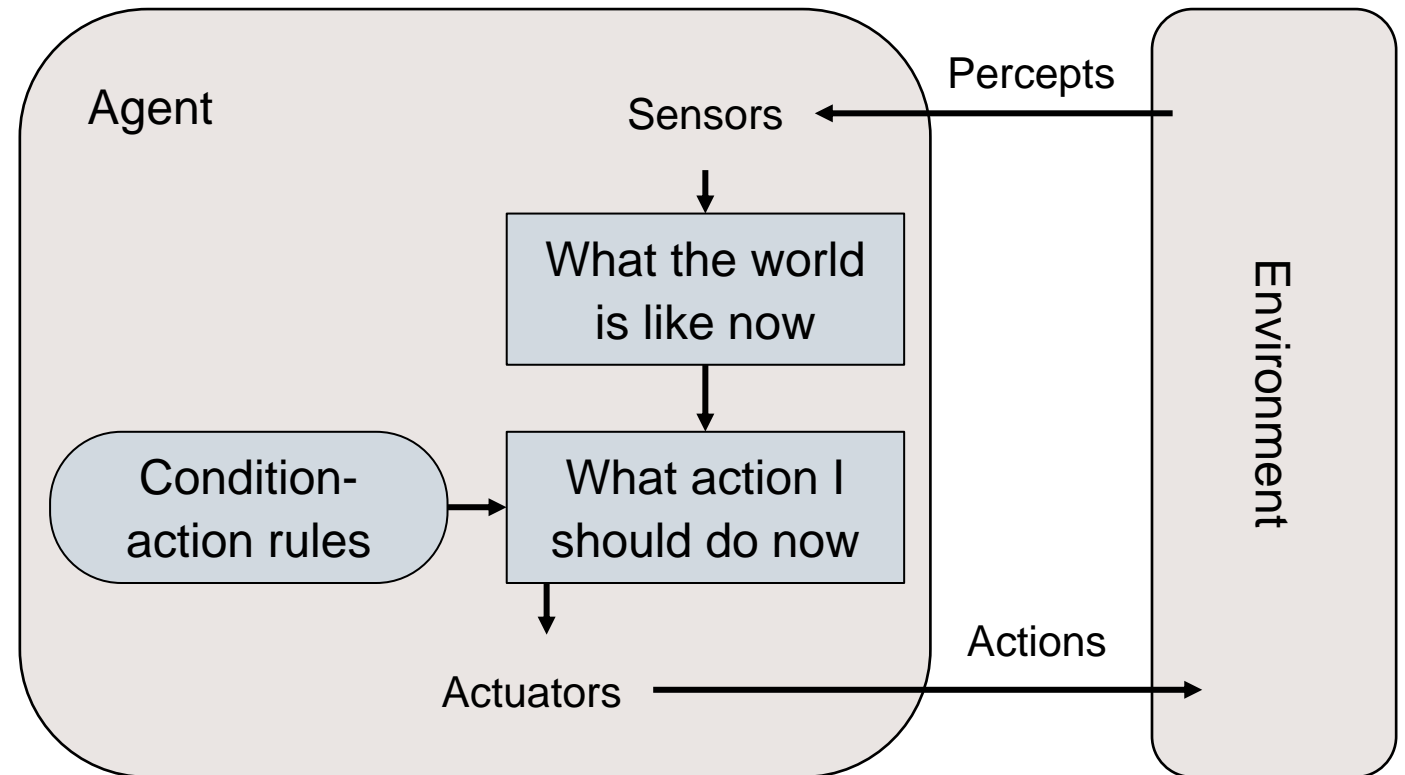 Agent
Sensors
Percepts
What the world
is like now
Environment
Condition-
action rules
What action I
should do now
Actions
Actuators